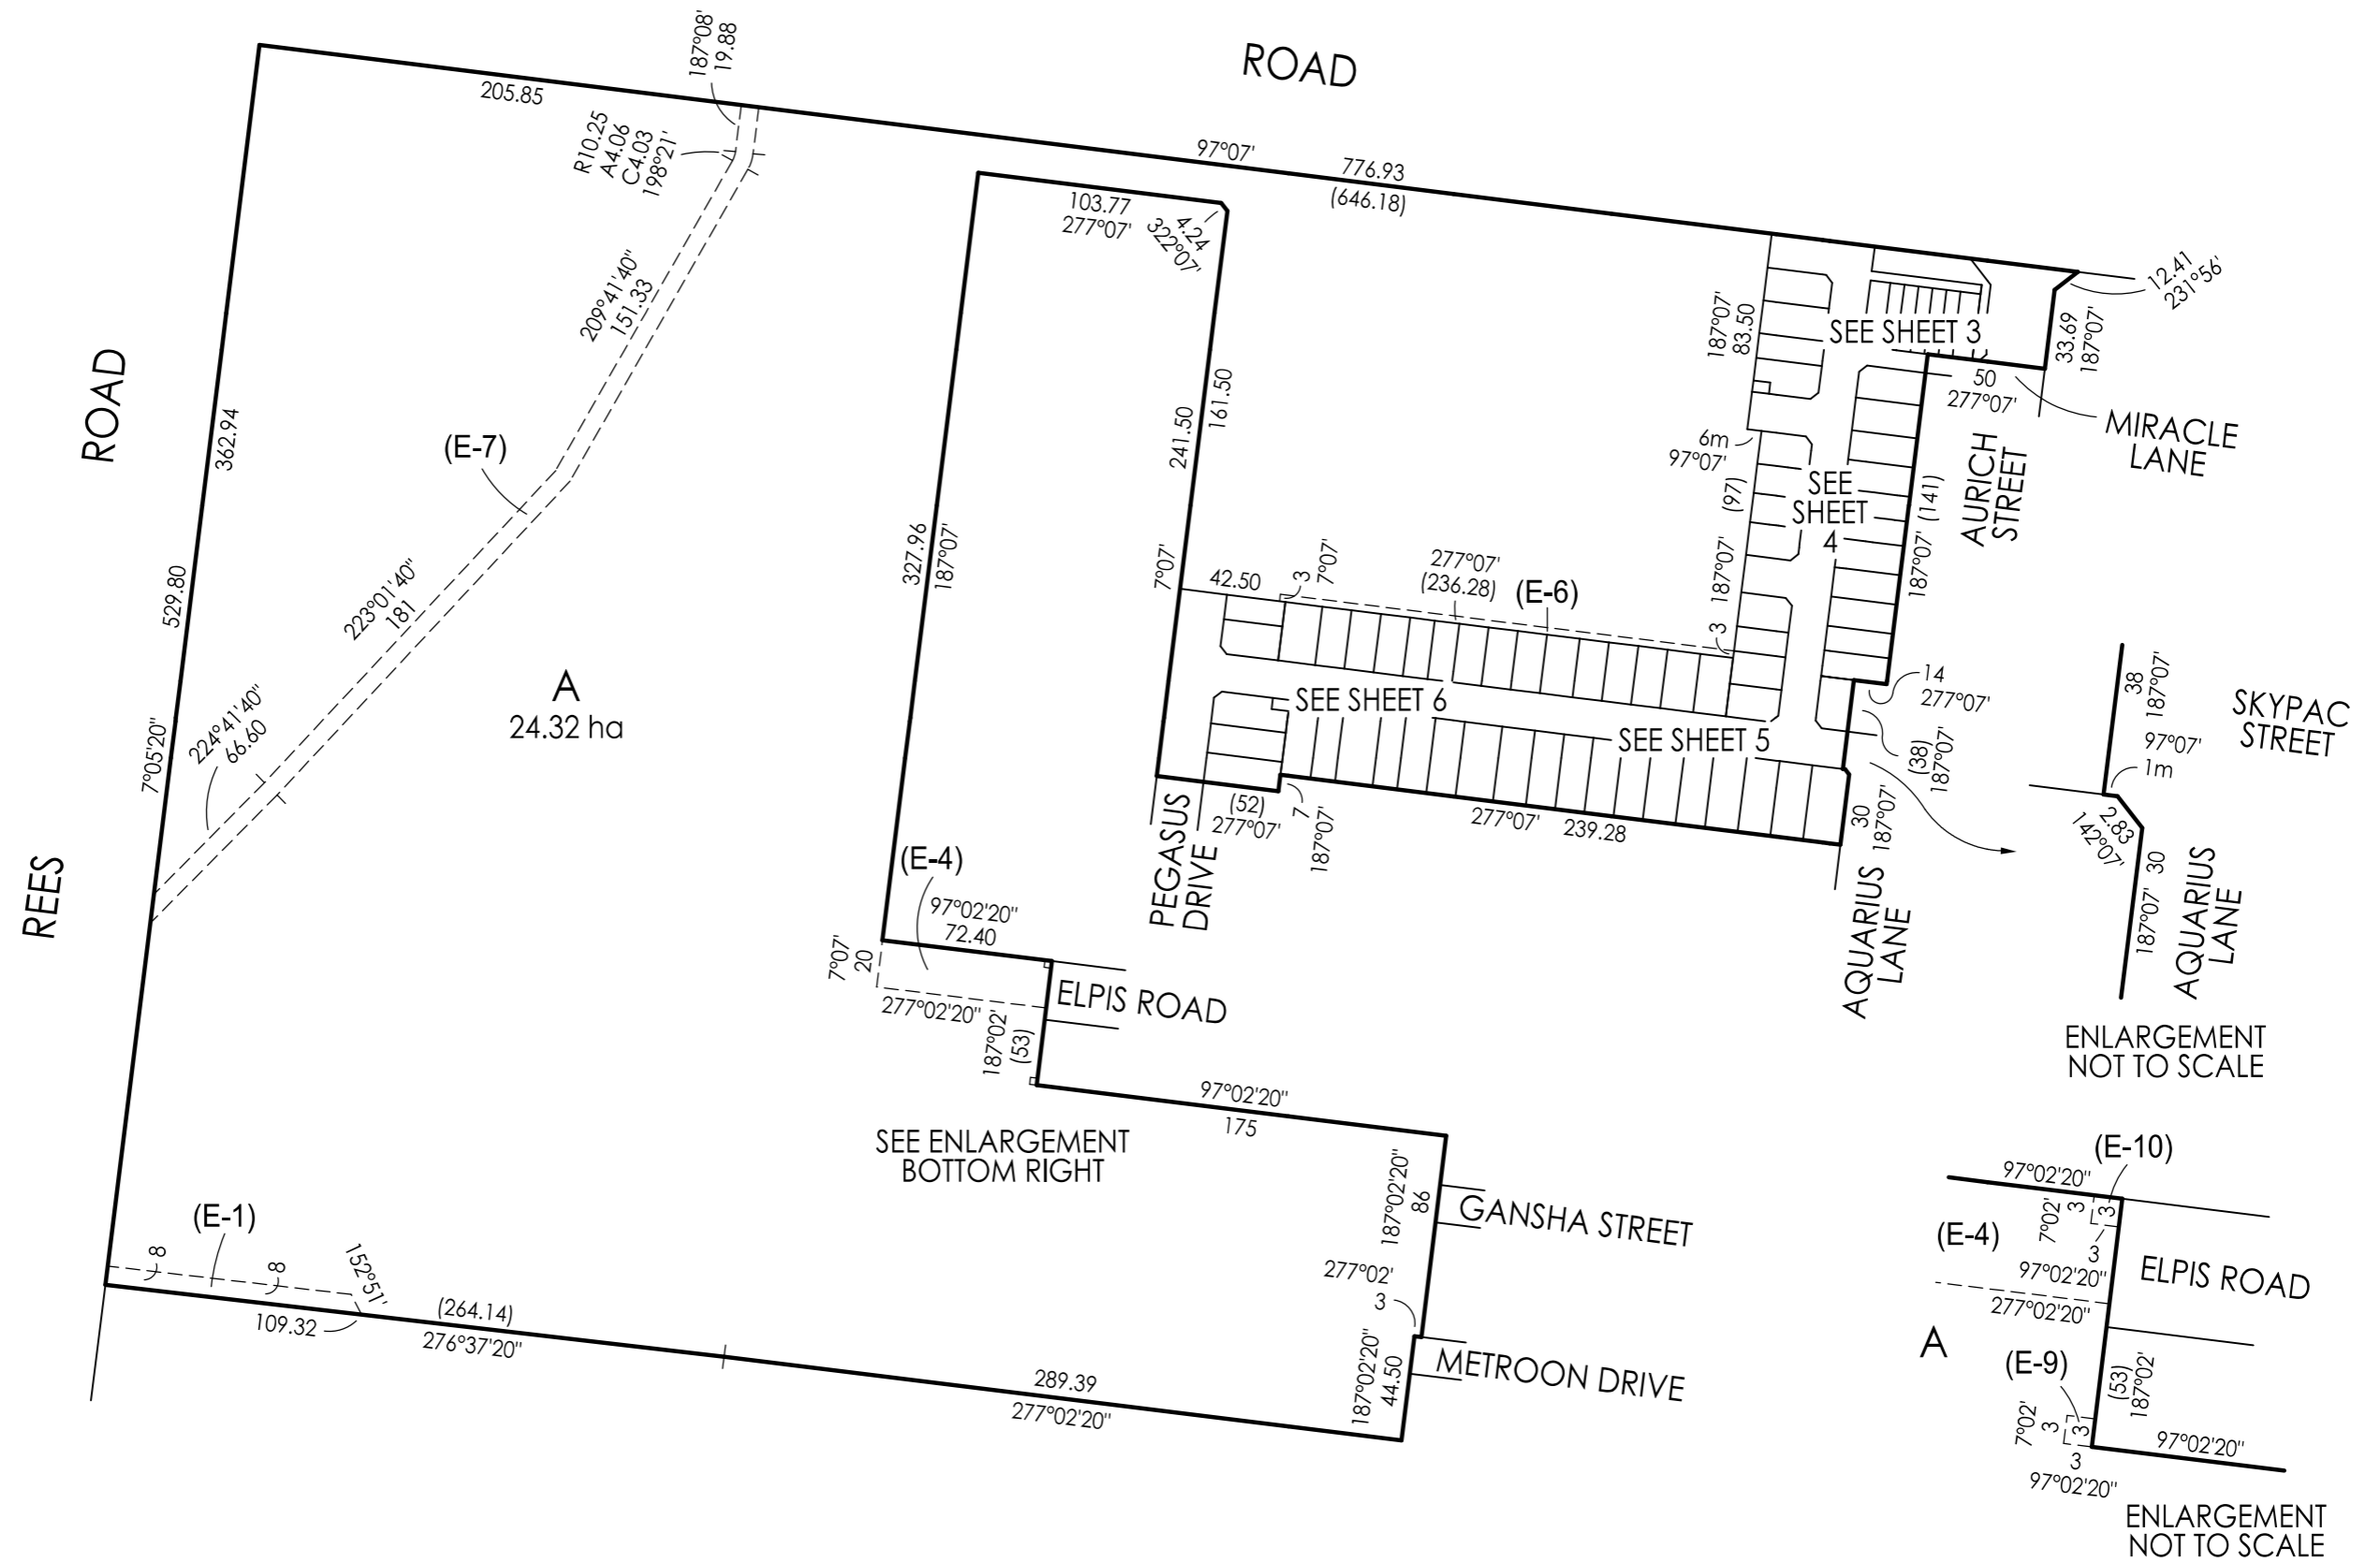 ROAD
187°08'
19.88
205.85
R10.25
A4.06
C4.03
198°21'
97°07'
776.93
(646.18)
103.77
277°07'
4.24
322°07'
12.41
231°56'
187°07'
83.50
SEE SHEET 3
33.69
187°07'
50
277°07'
MIRACLE
LANE
209°41'40"
151.33
ROAD
362.94
(E-7)
161.50
241.50
6m
97°07'
(97)
SEE
SHEET
4
AURICH
STREET
(141)
187°07'
529.80
223°01'40"
181
327.96
187°07'
7°07'
42.50
3
7°07'
277°07'
(236.28)
(E-6)
187°07'
3
A
24.32 ha
224°41'40"
66.60
7°05'20"
SEE SHEET 6
SEE SHEET 5
14
277°07'
(38)
187°07'
38
187°07'
SKYPAC
STREET
97°07'
1m
2.83
142°07'
30
187°07'
AQUARIUS
LANE
ENLARGEMENT
NOT TO SCALE
REES
PEGASUS
DRIVE
(52)
277°07'
7
187°07'
277°07'
239.28
30
187°07'
AQUARIUS
LANE
(E-4)
97°02'20"
72.40
7°07'
20
277°02'20"
ELPIS ROAD
187°02'
(53)
97°02'20"
175
SEE ENLARGEMENT
BOTTOM RIGHT
187°02'20"
86
GANSHA STREET
277°02'
3
187°02'20"
44.50
METROON DRIVE
(E-1)
8
8
152°51'
109.32
(264.14)
276°37'20"
289.39
277°02'20"
(E-10)
97°02'20"
7°02'
3
3
3
(E-4)
97°02'20"
277°02'20"
ELPIS ROAD
A
(E-9)
(53)
187°02'
7°02'
3
3
3
97°02'20"
97°02'20"
ENLARGEMENT
NOT TO SCALE